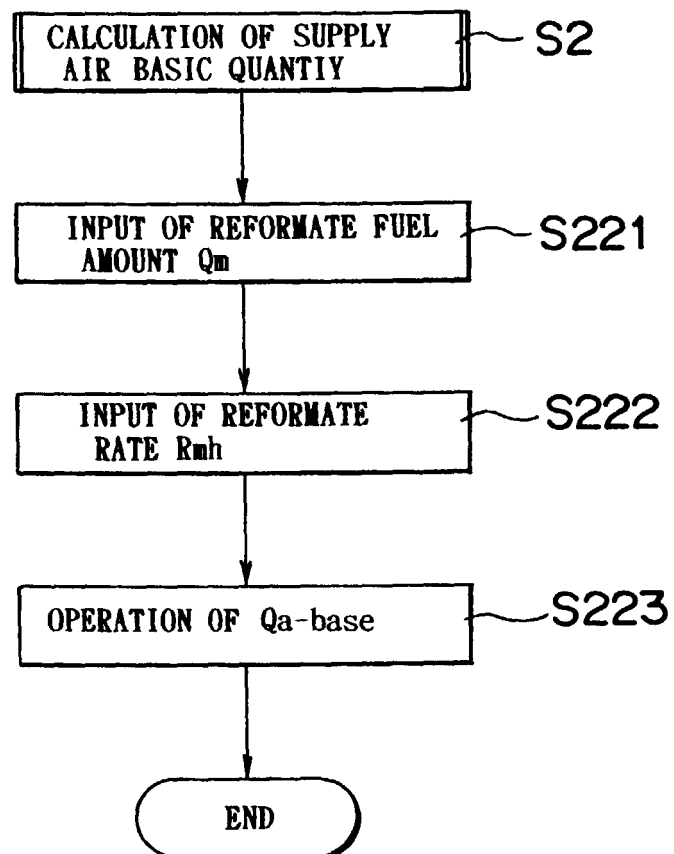 CALCULATION OF SUPPLY
AIR BASIC QUANTIY
S2
INPUT OF REFORMATE FUEL
AMOUNT Qm
S221
INPUT OF REFORMATE
RATE Rmh
S222
OPERATION OF Qa-base
S223
END